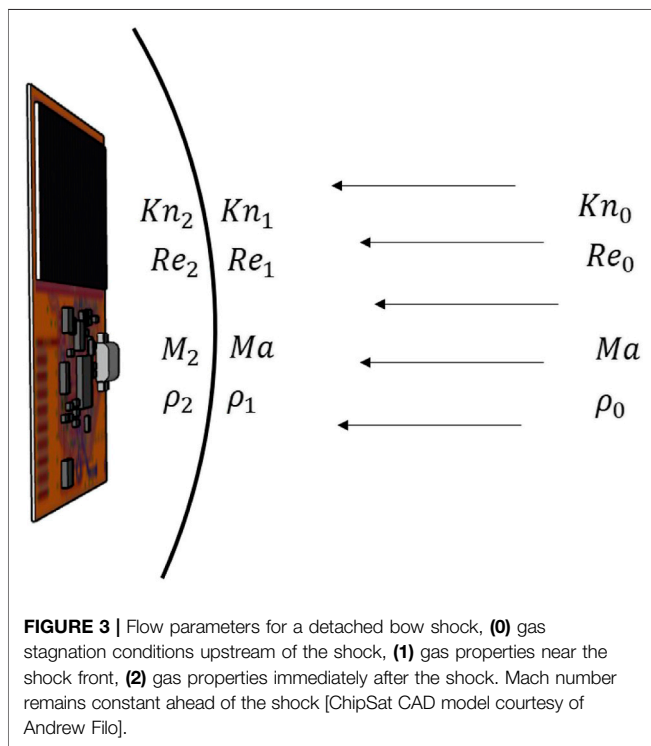 Kn₂ Kn₁ Kn₀
Re₂ Re₁ Re₀
M₂ Ma Ma
ρ₂ ρ₁ ρ₀
FIGURE 3 | Flow parameters for a detached bow shock, (0) gas
stagnation conditions upstream of the shock, (1) gas properties near the
shock front, (2) gas properties immediately after the shock. Mach number
remains constant ahead of the shock [ChipSat CAD model courtesy of
Andrew Filo].